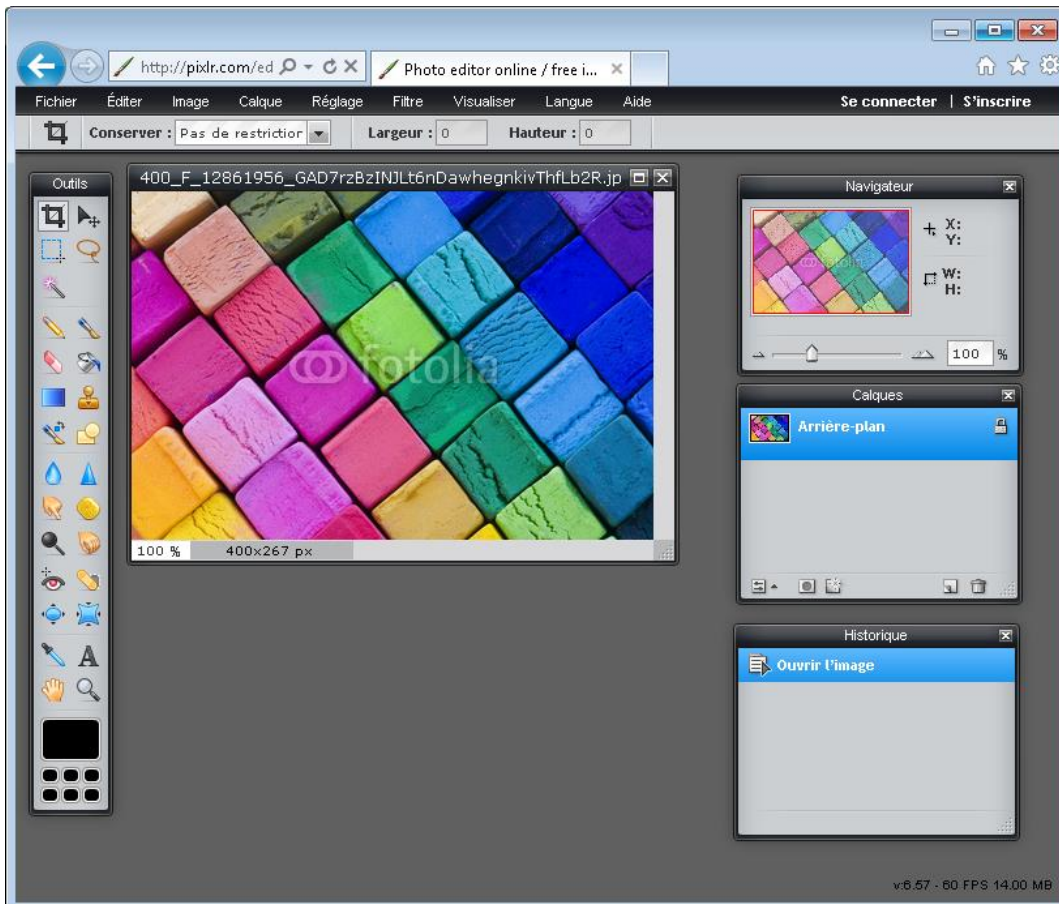 http://pixlr.com/ed
Photo editor online / free i...
Fichier Éditer Image Calque Réglage Filtre Visualiser Langue Aide Se connecter | S'inscrire
Conserver : Pas de restriction Largeur : 0 Hauteur : 0
Outils
400_F_12861956_GAD7rzBzINJLt6nDawhegnkivThfLb2R.jp
fotolia
100 % 400x267 px
A
Navigateur
fotolia
X:
Y:
W:
H:
100 %
Calques
Arrière-plan
Historique
Ouvrir l'image
v:6.57 - 60 FPS 14.00 MB